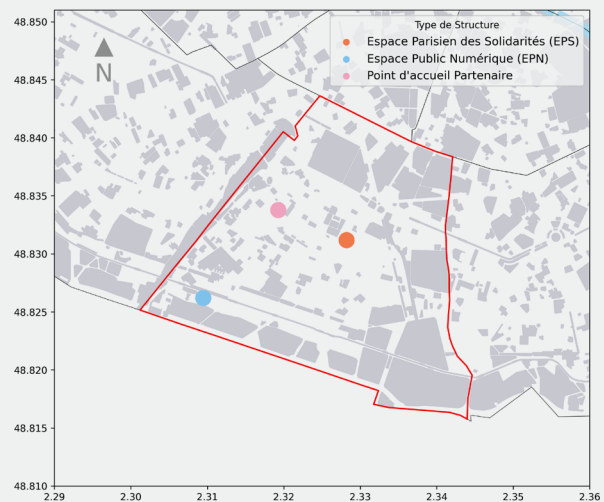 Type de Structure
Espace Parisien des Solidarités (EPS)
Espace Public Numérique (EPN)
Point d'accueil Partenaire
N
48.850
48.845
48.840
48.835
48.830
48.825
48.820
48.815
48.810
2.29 2.30 2.31 2.32 2.33 2.34 2.35 2.36